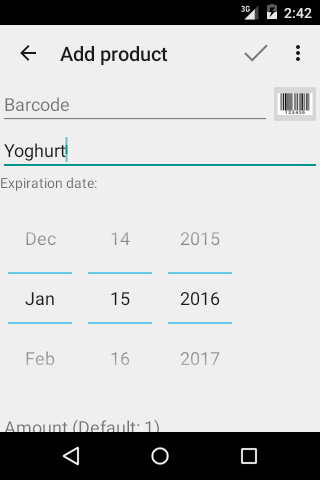 3G 2:42
Add product
Barcode
123456
Yoghurt
Expiration date:
Dec 14 2015
Jan 15 2016
Feb 16 2017
Amount (Default: 1)